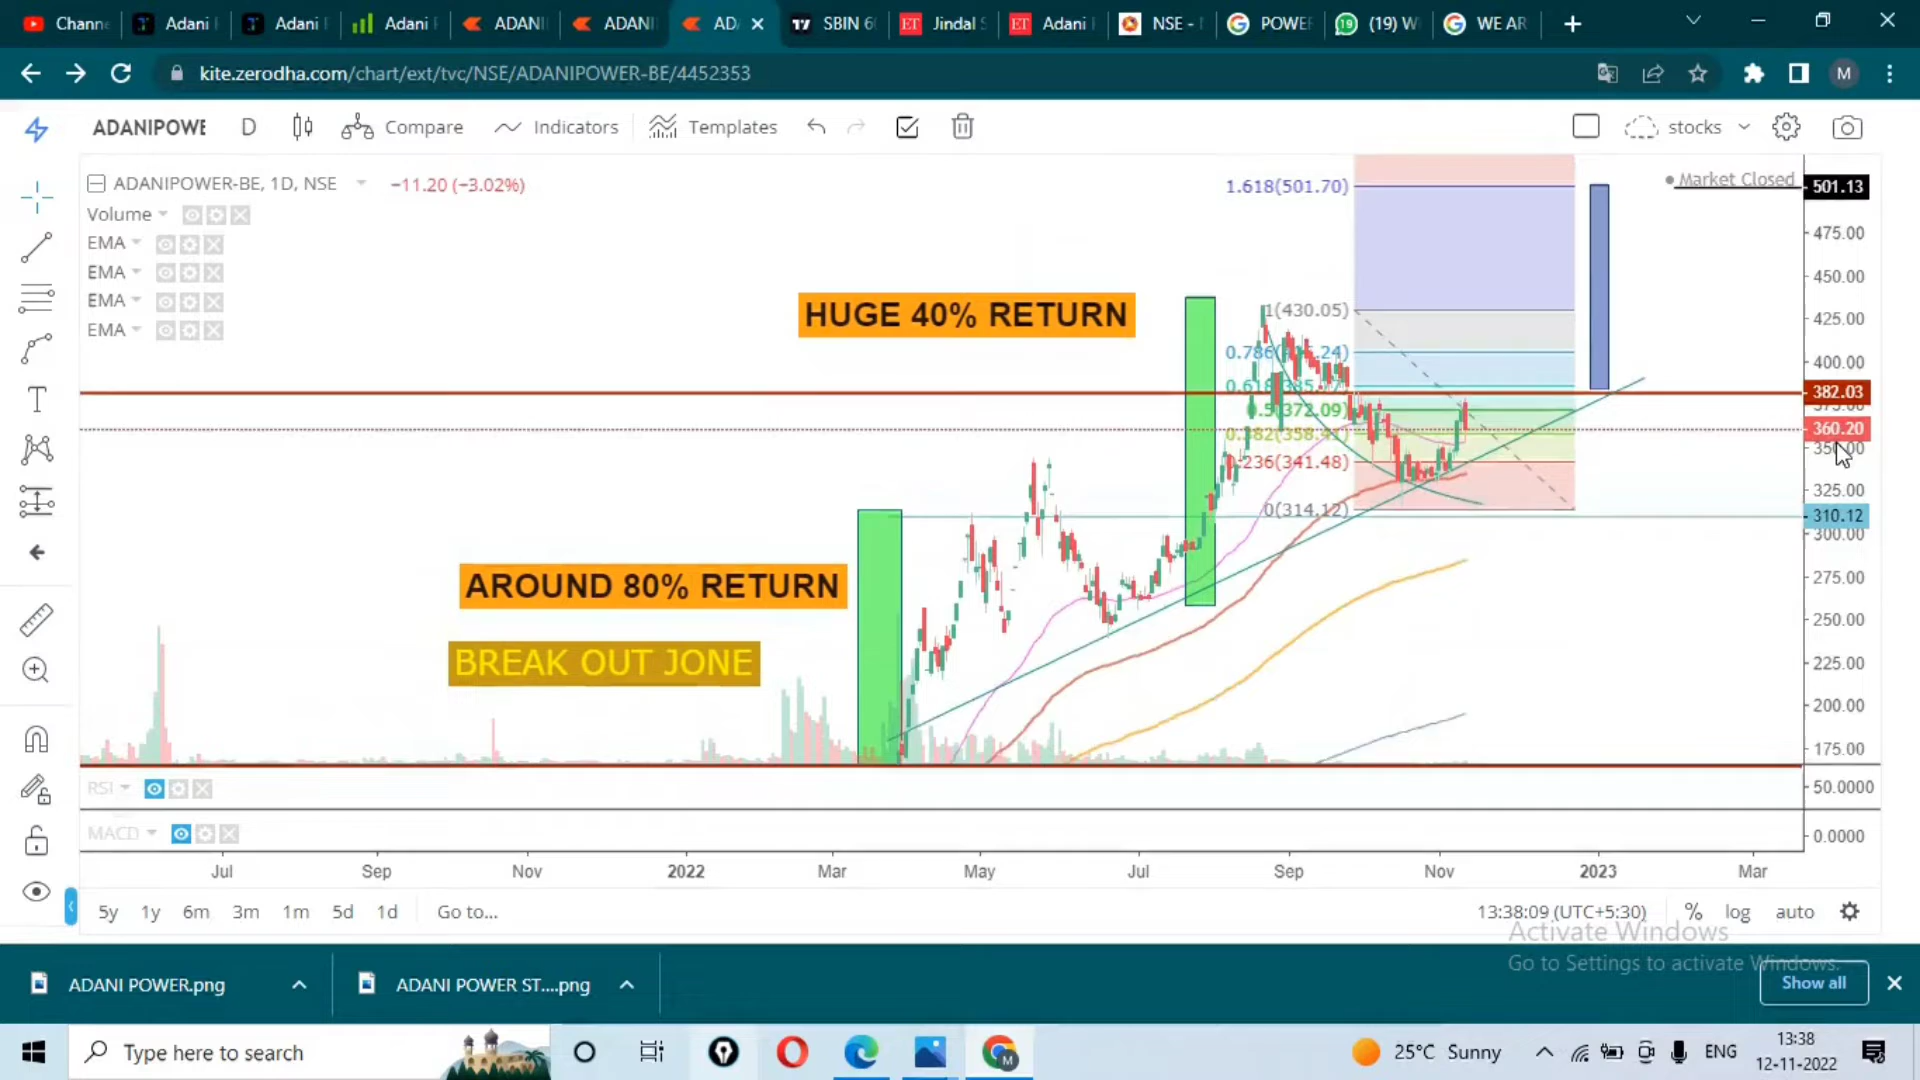 Chann
Adani
Adani F
Adani F
ADANI
ADANI
AD
SBIN 6
Jindal S
Adani
NSE - 
POWER
(19) W
WE AR
kite.zerodha.com/chart/ext/tvc/NSE/ADANIPOWER-BE/4452353
M
ADANIPOWE
D
Compare
Indicators
Templates
stocks
ADANIPOWER-BE, 1D, NSE
−11.20 (−3.02%)
Volume
EMA
EMA
EMA
EMA
1.618(501.70)
Market Closed
501.13
475.00
450.00
HUGE 40% RETURN
1(430.05)
425.00
400.00
382.03
0.5(372.09)
360.20
0.236(341.48)
325.00
0(314.12)
310.12
300.00
AROUND 80% RETURN
275.00
250.00
BREAK OUT JONE
225.00
200.00
175.00
RSI
50.0000
MACD
0.0000
Jul
Sep
Nov
2022
Mar
May
Jul
Sep
Nov
2023
Mar
5y 1y 6m 3m 1m 5d 1d Go to...
13:38:09 (UTC+5:30)
% log auto
Activate Windows
Go to Settings to activate Windows.
ADANI POWER.png
ADANI POWER ST....png
Show all
Type here to search
25°C Sunny
ENG
13:38
12-11-2022